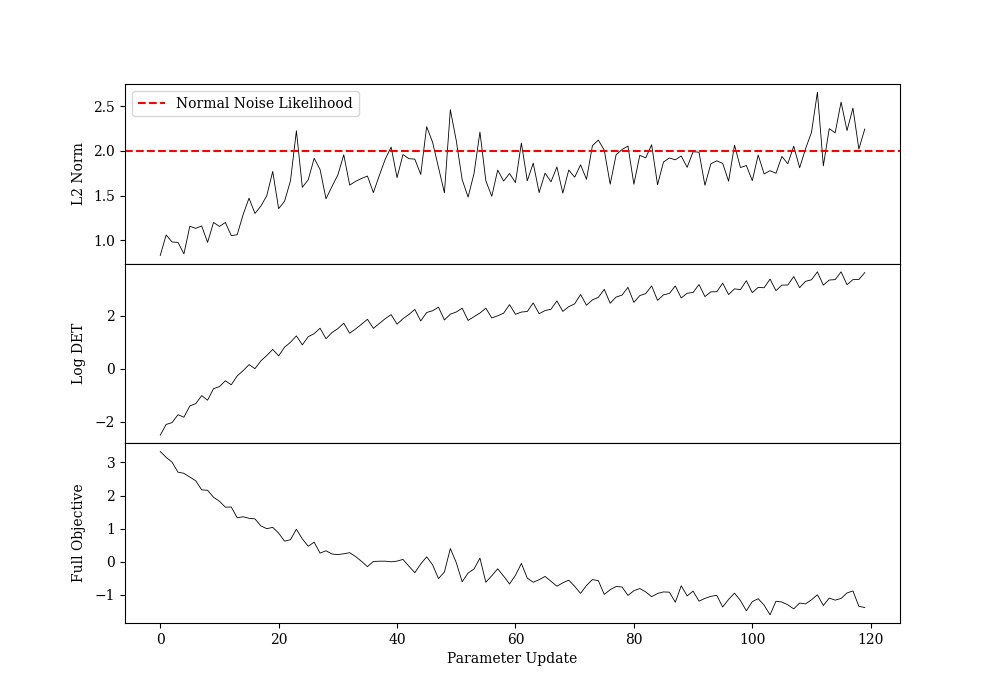 2.5
2.0
1.5
1.0
L2 Norm
Normal Noise Likelihood
2
0
−2
Log DET
3
2
1
0
−1
Full Objective
0 20 40 60 80 100 120
Parameter Update